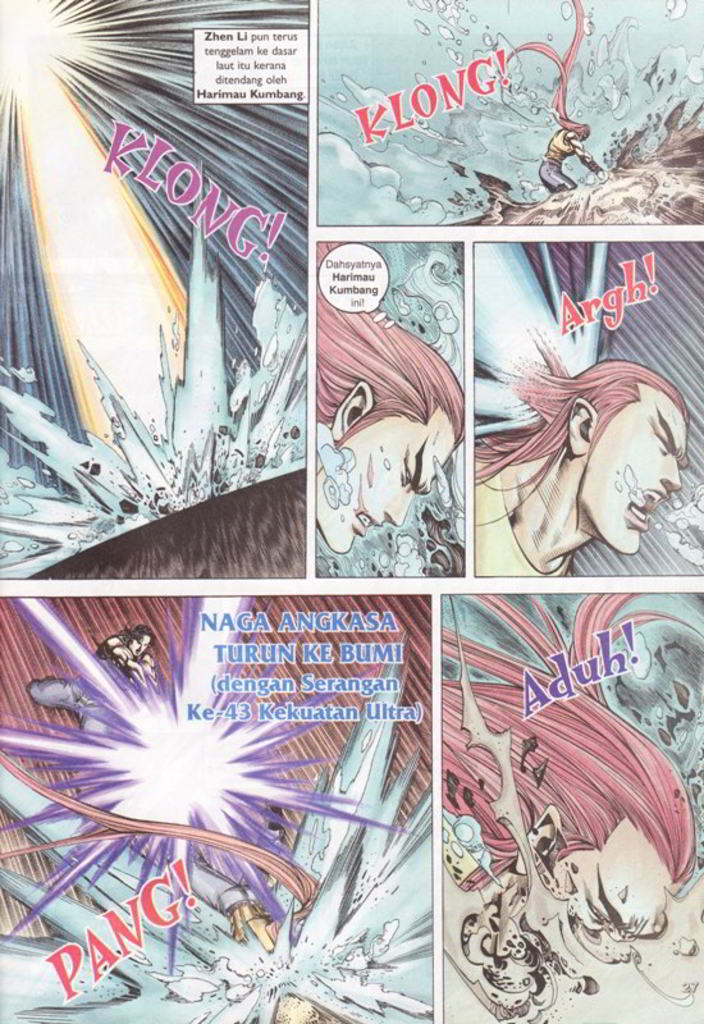 Zhen Li pun terus
tenggelam ke dasar
laut itu kerana
ditendang oleh
Harimau Kumbang.
KLONG!
KLONG!
Dahsyatnya
Harimau
Kumbang
ini!
Argh!
NAGA ANGKASA
TURUN KE BUMI
(dengan Serangan
Ke-43 Kekuatan Ultra)
PANG!
Aduh!
27